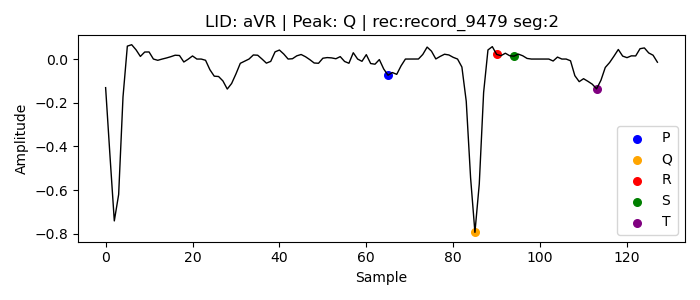 LID: aVR | Peak: Q | rec:record_9479 seg:2
Amplitude
0.0
−0.2
−0.4
−0.6
−0.8
0
20
40
60
80
100
120
Sample
P
Q
R
S
T